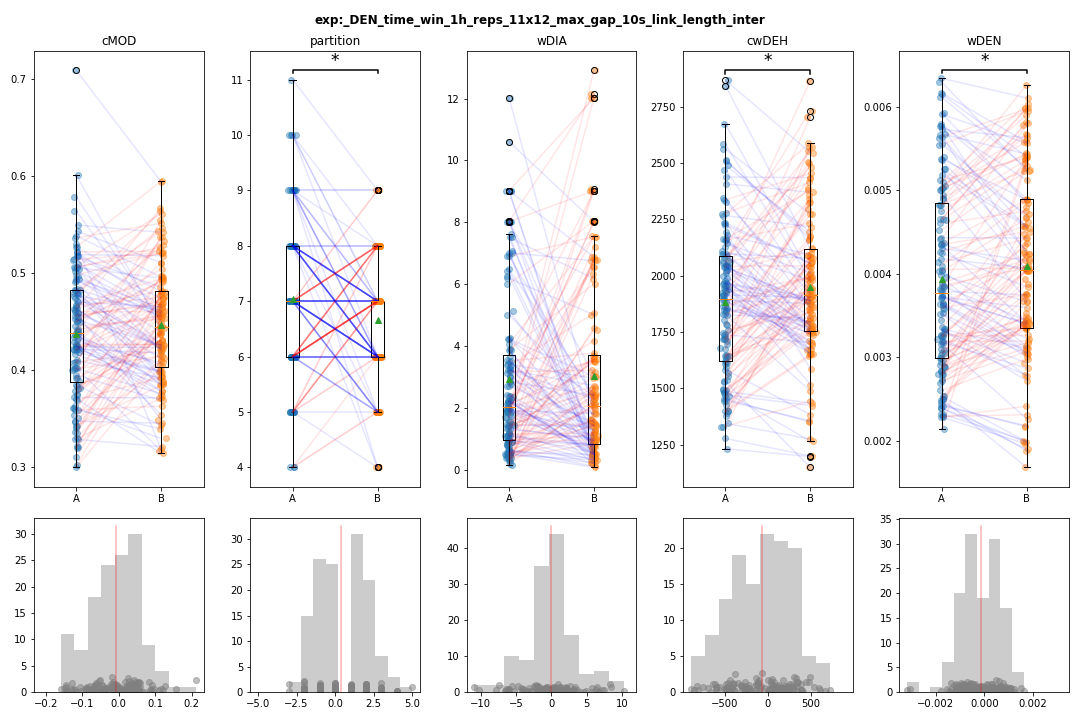 exp:_DEN_time_win_1h_reps_11x12_max_gap_10s_link_length_inter
cMOD partition wDIA cwDEH wDEN
* * *
0.7 0.6 0.5 0.4 0.3
A B
11 10 9 8 7 6 5 4
A B
12 10 8 6 4 2 0
A B
2750 2500 2250 2000 1750 1500 1250
A B
0.006 0.005 0.004 0.003 0.002
A B
30 25 20 15 10 5 0
−0.2 −0.1 0.0 0.1 0.2
30 25 20 15 10 5 0
−5.0 −2.5 0.0 2.5 5.0
40 30 20 10 0
−10 −5 0 5 10
20 15 10 5 0
−500 0 500
35 30 25 20 15 10 5 0
−0.002 0.000 0.002